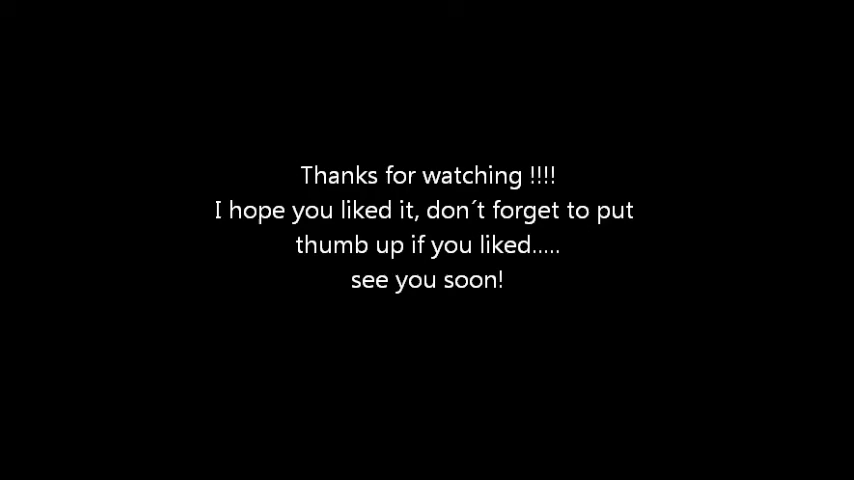 Thanks for watching !!!!
I hope you liked it, don´t forget to put
thumb up if you liked.....
see you soon!